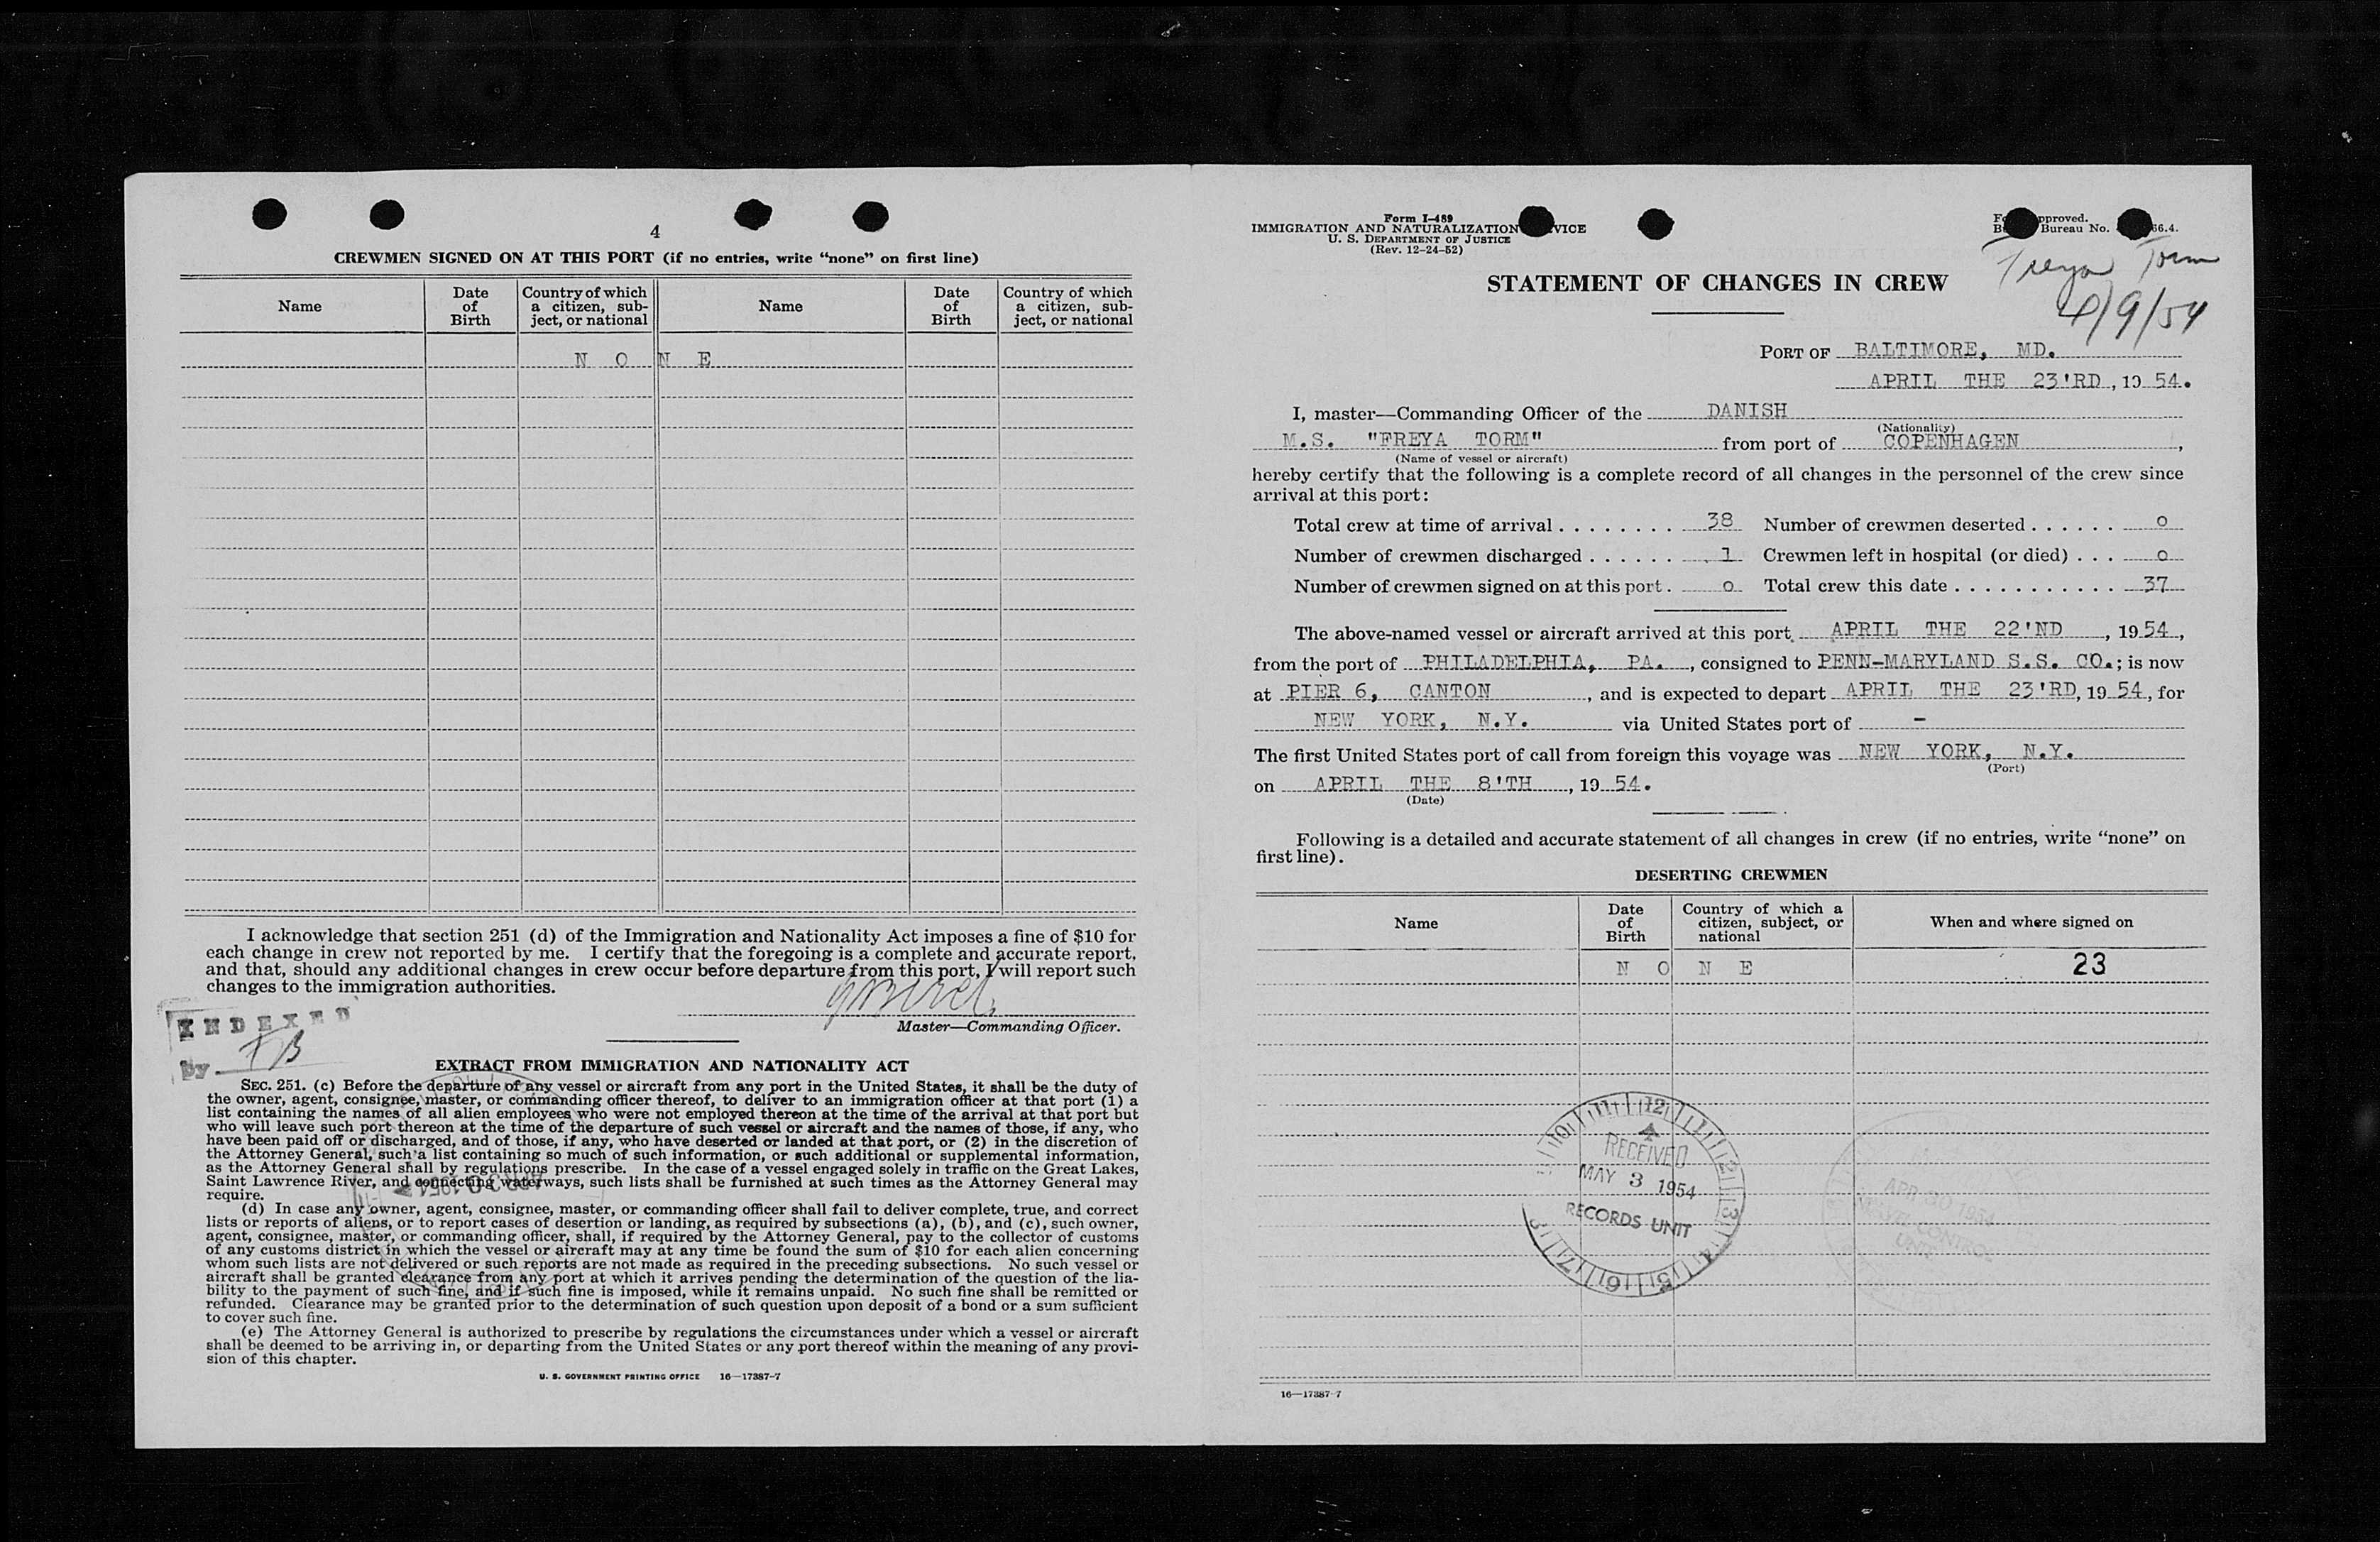 4
CREWMEN SIGNED ON AT THIS PORT (if no entries, write “none” on first line)
Name
Date of Birth
Country of which a citizen, subject, or national
Name
Date of Birth
Country of which a citizen, subject, or national
N O N E
I acknowledge that section 251 (d) of the Immigration and Nationality Act imposes a fine of $10 for
each change in crew not reported by me. I certify that the foregoing is a complete and accurate report,
and that, should any additional changes in crew occur before departure from this port, I will report such
changes to the immigration authorities.
Master—Commanding Officer.
INDEXED
By
EXTRACT FROM IMMIGRATION AND NATIONALITY ACT
SEC. 251. (c) Before the departure of any vessel or aircraft from any port in the United States, it shall be the duty of
the owner, agent, consignee, master, or commanding officer thereof, to deliver to an immigration officer at that port (1) a
list containing the names of all alien employees who were not employed thereon at the time of the arrival at that port but
who will leave such port thereon at the time of the departure of such vessel or aircraft and the names of those, if any, who
have been paid off or discharged, and of those, if any, who have deserted or landed at that port, or (2) in the discretion of
the Attorney General, such a list containing so much of such information, or such additional or supplemental information,
as the Attorney General shall by regulations prescribe. In the case of a vessel engaged solely in traffic on the Great Lakes,
Saint Lawrence River, and connecting waterways, such lists shall be furnished at such times as the Attorney General may
require.
(d) In case any owner, agent, consignee, master, or commanding officer shall fail to deliver complete, true, and correct
lists or reports of aliens, or to report cases of desertion or landing, as required by subsections (a), (b), and (c), such owner,
agent, consignee, master, or commanding officer, shall, if required by the Attorney General, pay to the collector of customs
of any customs district in which the vessel or aircraft may at any time be found the sum of $10 for each alien concerning
whom such lists are not delivered or such reports are not made as required in the preceding subsections. No such vessel or
aircraft shall be granted clearance from any port at which it arrives pending the determination of the question of the lia-
bility to the payment of such fine, and if such fine is imposed, while it remains unpaid. No such fine shall be remitted or
refunded. Clearance may be granted prior to the determination of such question upon deposit of a bond or a sum sufficient
to cover such fine.
(e) The Attorney General is authorized to prescribe by regulations the circumstances under which a vessel or aircraft
shall be deemed to be arriving in, or departing from the United States or any port thereof within the meaning of any provi-
sion of this chapter.
U. S. GOVERNMENT PRINTING OFFICE 16—17387-7
Form I-489
IMMIGRATION AND NATURALIZATION
U. S. DEPARTMENT OF JUSTICE
(Rev. 12-24-52)
Bureau No.
Freya Torm
4/9/54
STATEMENT OF CHANGES IN CREW
PORT OF BALTIMORE, MD.
APRIL THE 23'RD, 19 54.
I, master—Commanding Officer of the DANISH
(Nationality)
M.S. "FREYA TORM" from port of COPENHAGEN,
(Name of vessel or aircraft)
hereby certify that the following is a complete record of all changes in the personnel of the crew since
arrival at this port:
Total crew at time of arrival . . . . . . . . 38 Number of crewmen deserted . . . . . . o
Number of crewmen discharged . . . . . . 1 Crewmen left in hospital (or died) . . . o
Number of crewmen signed on at this port . o Total crew this date . . . . . . . . . . . 37
The above-named vessel or aircraft arrived at this port APRIL THE 22'ND, 19 54,
from the port of PHILADELPHIA, PA., consigned to PENN-MARYLAND S.S. CO.; is now
at PIER 6, CANTON, and is expected to depart APRIL THE 23'RD, 19 54, for
NEW YORK, N.Y. via United States port of -
The first United States port of call from foreign this voyage was NEW YORK, N.Y.
(Port)
on APRIL THE 8'TH, 19 54.
(Date)
Following is a detailed and accurate statement of all changes in crew (if no entries, write “none” on
first line).
DESERTING CREWMEN
Name
Date of Birth
Country of which a citizen, subject, or national
When and where signed on
N O N E
23
RECEIVED
MAY 3 1954
RECORDS UNIT
APR 30 1954
16—17387-7